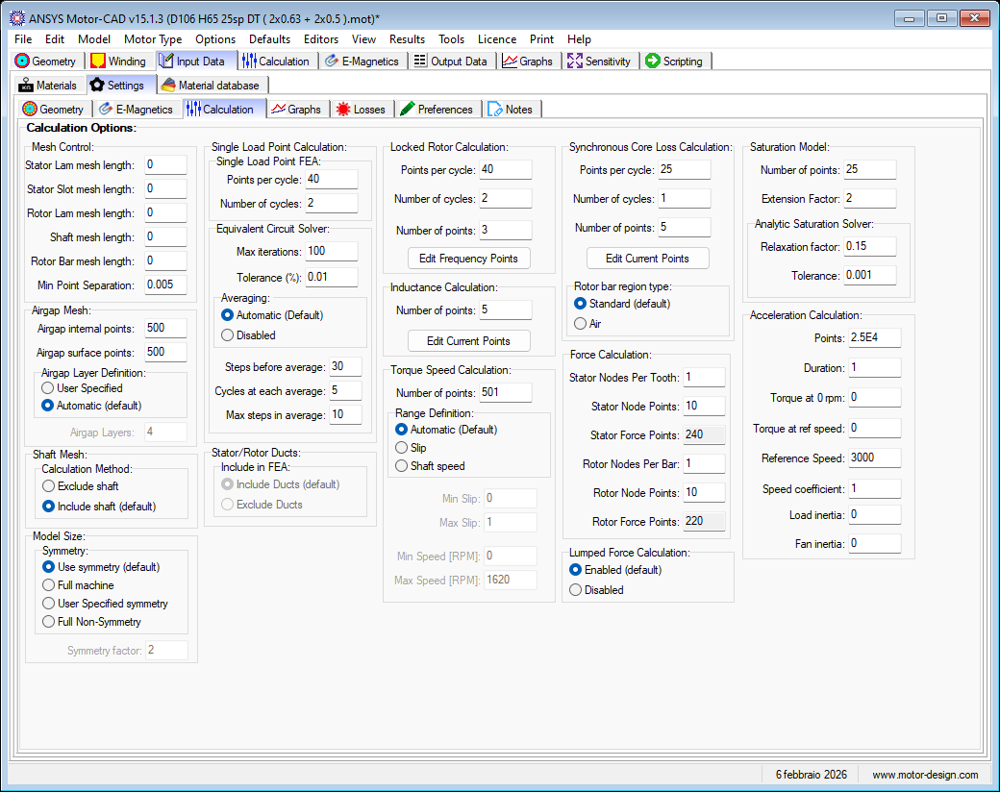 ANSYS Motor-CAD v15.1.3 (D106 H65 25sp DT ( 2x0.63 + 2x0.5 ).mot)*
File Edit Model Motor Type Options Defaults Editors View Results Tools Licence Print Help
Geometry Winding Input Data Calculation E-Magnetics Output Data Graphs Sensitivity Scripting
Materials Settings Material database
Geometry E-Magnetics Calculation Graphs Losses Preferences Notes
Calculation Options:
Mesh Control:
Stator Lam mesh length: 0
Stator Slot mesh length: 0
Rotor Lam mesh length: 0
Shaft mesh length: 0
Rotor Bar mesh length: 0
Min Point Separation: 0.005
Airgap Mesh:
Airgap internal points: 500
Airgap surface points: 500
Airgap Layer Definition:
User Specified
Automatic (default)
Airgap Layers: 4
Shaft Mesh:
Calculation Method:
Exclude shaft
Include shaft (default)
Model Size:
Symmetry:
Use symmetry (default)
Full machine
User Specified symmetry
Full Non-Symmetry
Symmetry factor: 2
Single Load Point Calculation:
Single Load Point FEA:
Points per cycle: 40
Number of cycles: 2
Equivalent Circuit Solver:
Max iterations: 100
Tolerance (%): 0.01
Averaging:
Automatic (Default)
Disabled
Steps before average: 30
Cycles at each average: 5
Max steps in average: 10
Stator/Rotor Ducts:
Include in FEA:
Include Ducts (default)
Exclude Ducts
Locked Rotor Calculation:
Points per cycle: 40
Number of cycles: 2
Number of points: 3
Edit Frequency Points
Inductance Calculation:
Number of points: 5
Edit Current Points
Torque Speed Calculation:
Number of points: 501
Range Definition:
Automatic (Default)
Slip
Shaft speed
Min Slip: 0
Max Slip: 1
Min Speed [RPM]: 0
Max Speed [RPM]: 1620
Synchronous Core Loss Calculation:
Points per cycle: 25
Number of cycles: 1
Number of points: 5
Edit Current Points
Rotor bar region type:
Standard (default)
Air
Force Calculation:
Stator Nodes Per Tooth: 1
Stator Node Points: 10
Stator Force Points: 240
Rotor Nodes Per Bar: 1
Rotor Node Points: 10
Rotor Force Points: 220
Lumped Force Calculation:
Enabled (default)
Disabled
Saturation Model:
Number of points: 25
Extension Factor: 2
Analytic Saturation Solver:
Relaxation factor: 0.15
Tolerance: 0.001
Acceleration Calculation:
Points: 2.5E4
Duration: 1
Torque at 0 rpm: 0
Torque at ref speed: 0
Reference Speed: 3000
Speed coefficient: 1
Load inertia: 0
Fan inertia: 0
6 febbraio 2026 www.motor-design.com